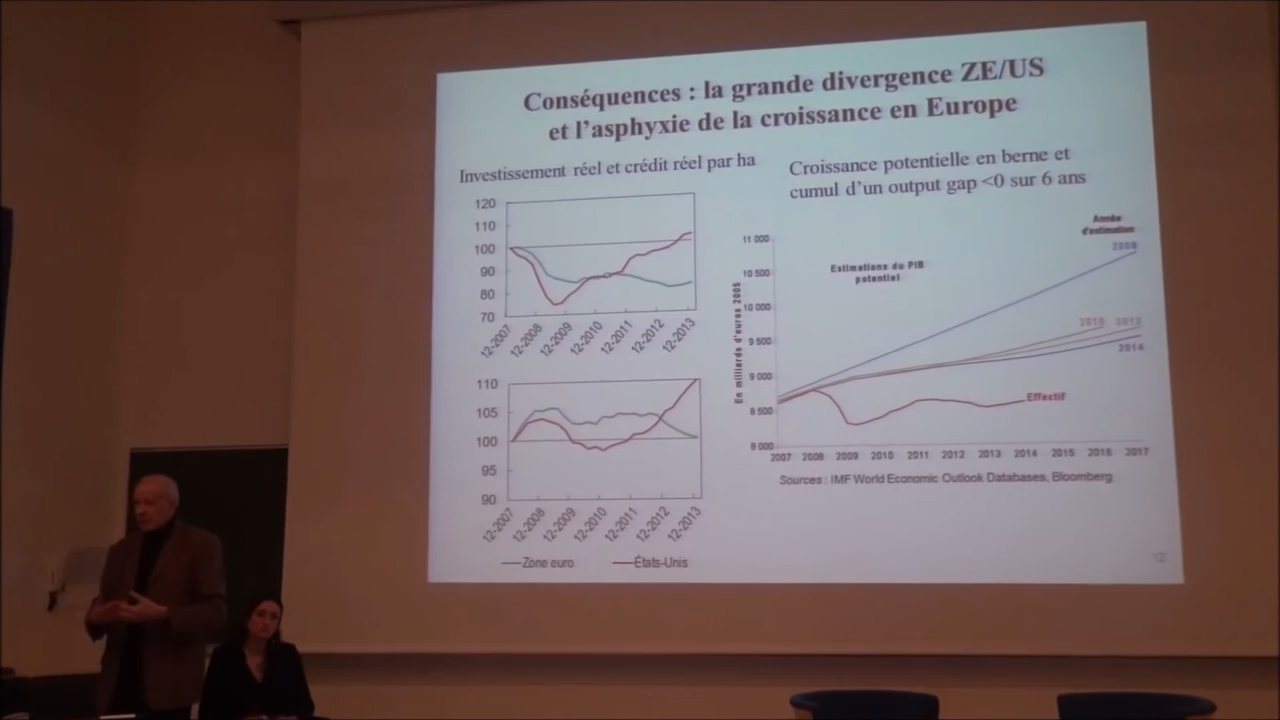 Conséquences : la grande divergence ZE/US
et l'asphyxie de la croissance en Europe
Investissement réel et crédit réel par ha
120
110
100
90
80
70
12-2007
12-2008
12-2009
12-2010
12-2011
12-2012
12-2013
110
105
100
95
90
12-2007
12-2008
12-2009
12-2010
12-2011
12-2012
12-2013
Zone euro
États-Unis
Croissance potentielle en berne et
cumul d'un output gap <0 sur 6 ans
Année
d'estimation
2008
Estimations du PIB
potentiel
En milliards d'euros 2005
11 000
10 500
10 000
9 500
9 000
8 500
8 000
2010 2012
2014
Effectif
2007 2008 2009 2010 2011 2012 2013 2014 2015 2016 2017
Sources : IMF World Economic Outlook Databases, Bloomberg
12